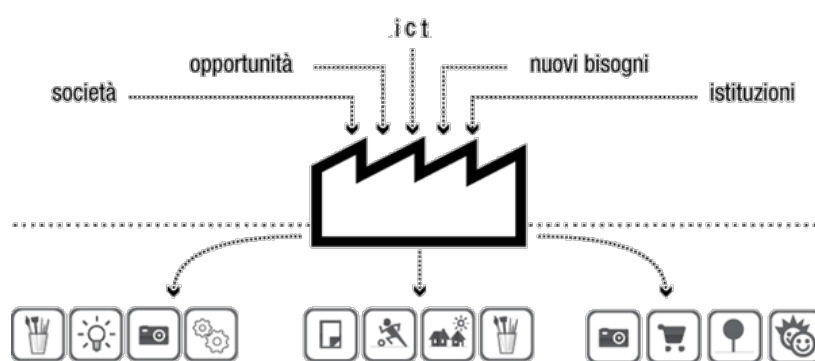 ict
opportunità
nuovi bisogni
società
istituzioni